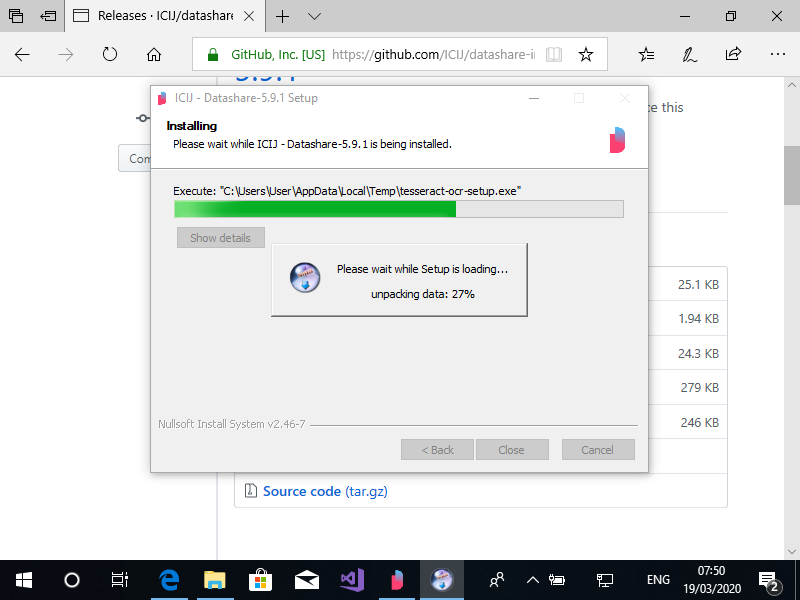 Releases · ICIJ/datashare
GitHub, Inc. [US] https://github.com/ICIJ/datashare-i
5.9.1
ICIJ - Datashare-5.9.1 Setup
Installing
Please wait while ICIJ - Datashare-5.9.1 is being installed.
this
Com
Execute: "C:\Users\User\AppData\Local\Temp\tesseract-ocr-setup.exe"
Show details
Please wait while Setup is loading...
unpacking data: 27%
25.1 KB
1.94 KB
24.3 KB
279 KB
246 KB
Nullsoft Install System v2.46-7
< Back
Close
Cancel
Source code (tar.gz)
ENG
07:50
19/03/2020
2